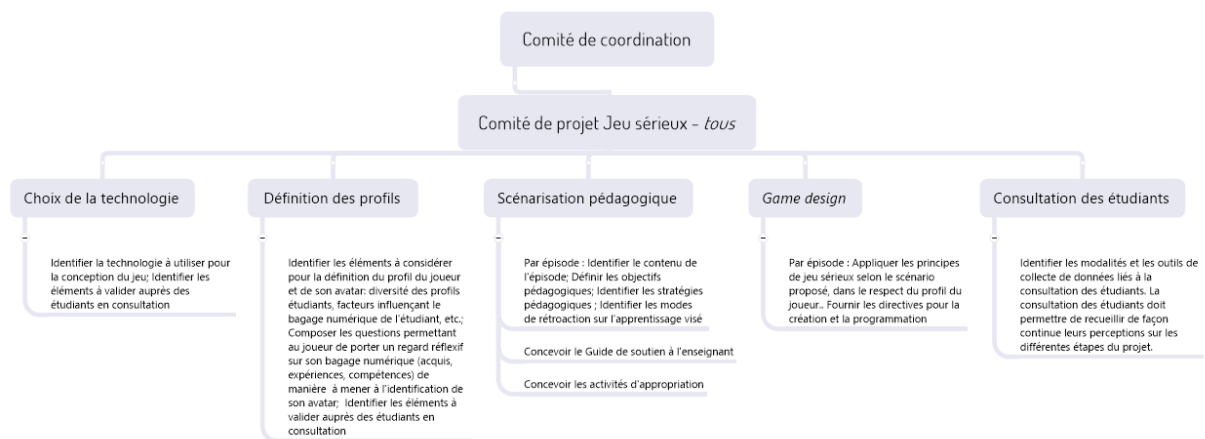 Comité de coordination
Comité de projet Jeu sérieux - tous
Choix de la technologie
Identifier la technologie à utiliser pour
la conception du jeu; Identifier les
éléments à valider auprès des
étudiants en consultation
Définition des profils
Identifier les éléments à considérer
pour la définition du profil du joueur
et de son avatar: diversité des profils
étudiants, facteurs influençant le
bagage numérique de l'étudiant, etc.;
Composer les questions permettant
au joueur de porter un regard réflexif
sur son bagage numérique (acquis,
expériences, compétences) de
manière à mener à l'identification de
son avatar; Identifier les éléments à
valider auprès des étudiants en
consultation
Scénarisation pédagogique
Par épisode : Identifier le contenu de
l'épisode; Définir les objectifs
pédagogiques; Identifier les stratégies
pédagogiques ; Identifier les modes
de rétroaction sur l'apprentissage visé
Concevoir le Guide de soutien à l'enseignant
Concevoir les activités d'appropriation
Game design
Par épisode : Appliquer les principes
de jeu sérieux selon le scénario
proposé, dans le respect du profil du
joueur.. Fournir les directives pour la
création et la programmation
Consultation des étudiants
Identifier les modalités et les outils de
collecte de données liés à la
consultation des étudiants. La
consultation des étudiants doit
permettre de recueillir de façon
continue leurs perceptions sur les
différentes étapes du projet.